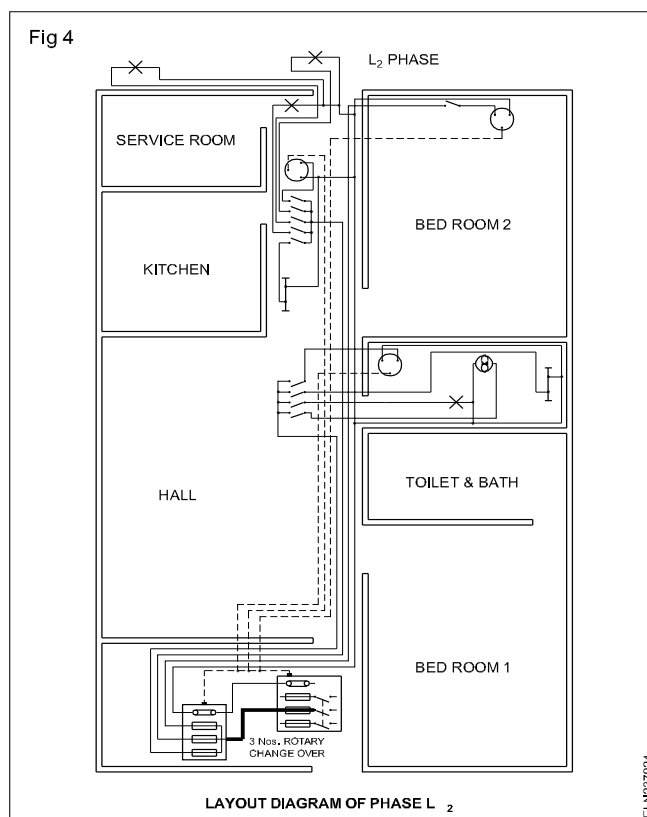 Fig 4
L2 PHASE
SERVICE ROOM
KITCHEN
BED ROOM 2
HALL
TOILET & BATH
BED ROOM 1
3 Nos. ROTARY
CHANGE OVER
LAYOUT DIAGRAM OF PHASE L 2